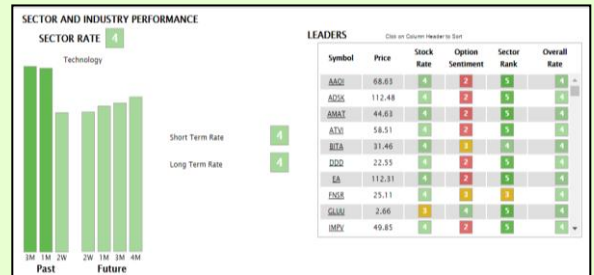 SECTOR AND INDUSTRY PERFORMANCE
SECTOR RATE 4
Technology
Short Term Rate 4
Long Term Rate 4
3M 1M 2W 2W 1M 3M 4M
Past Future
LEADERS Click on Column Header to Sort
Symbol Price Stock Rate Option Sentiment Sector Rank Overall Rate
AAOI 68.63 4 2 5 4
ADSK 112.48 4 2 5 4
AMAT 44.63 4 2 5 4
ATVI 58.51 4 2 5 4
BITA 31.46 4 3 4 4
DDD 22.55 4 2 5 4
EA 112.31 4 2 5 4
FNSR 25.11 4 3 3 4
GLUU 2.66 3 4 5 4
IMPV 49.85 4 2 5 4